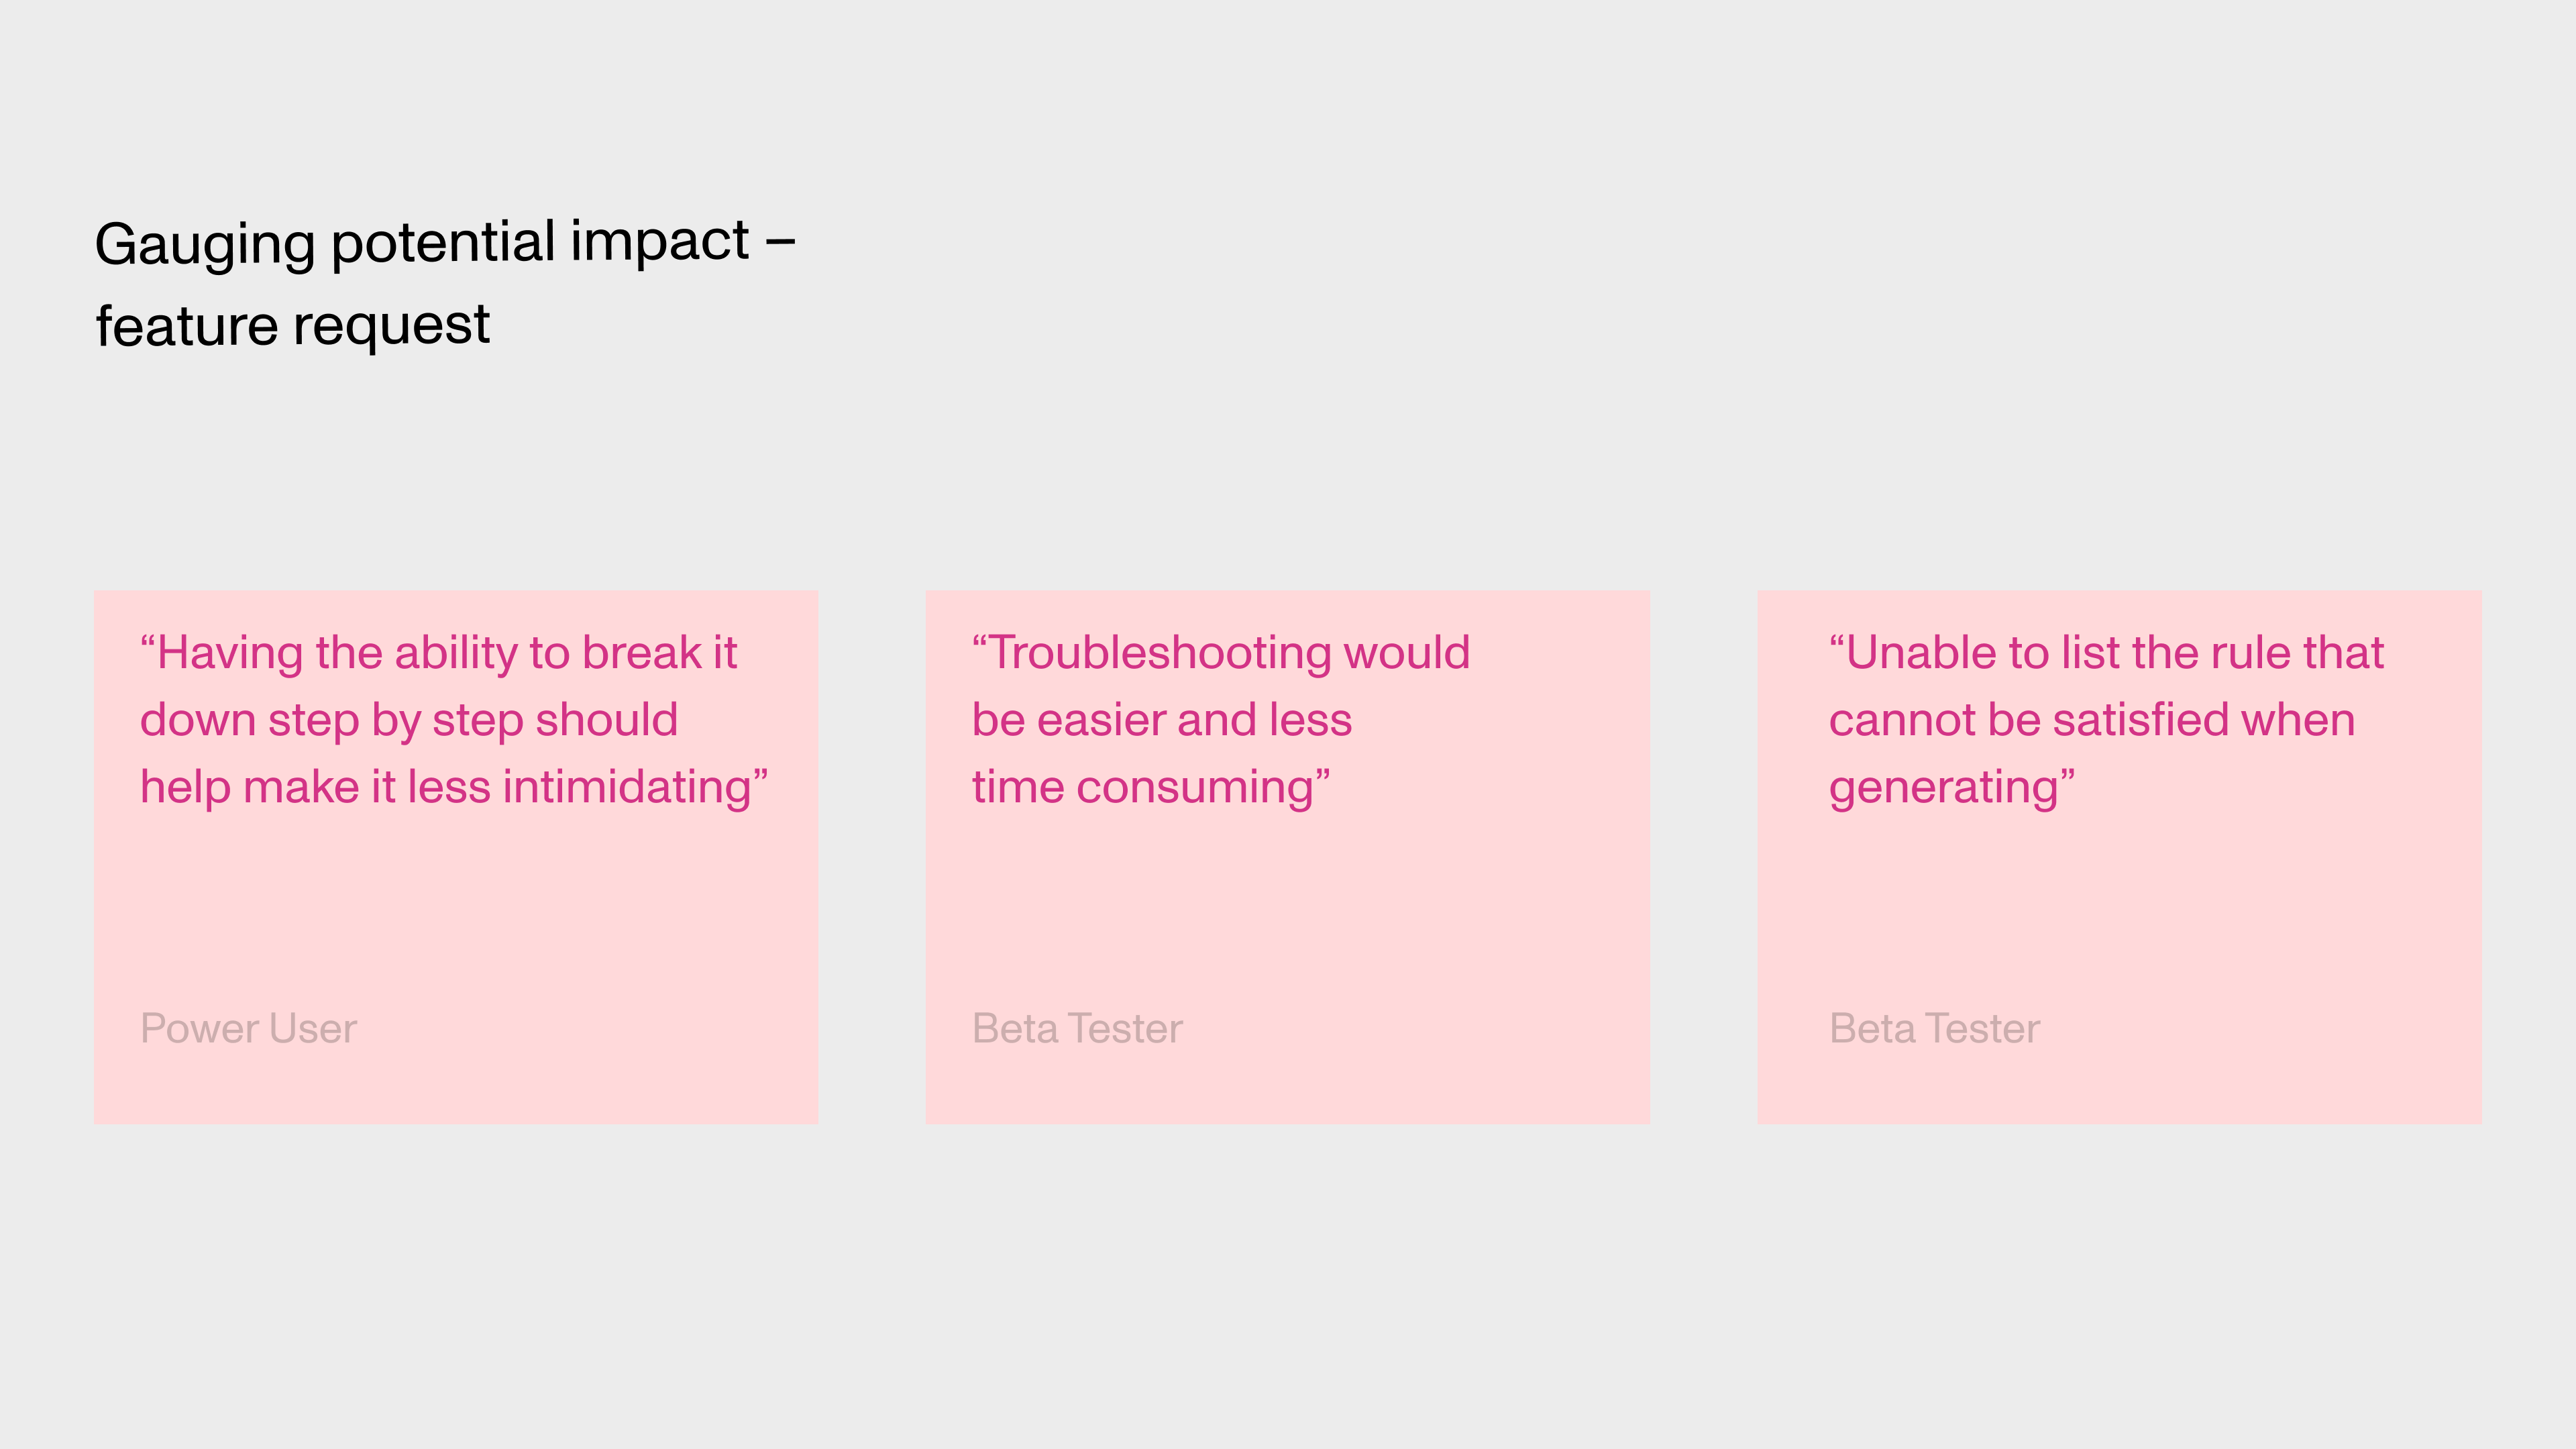 Gauging potential impact –
feature request
“Having the ability to break it
down step by step should
help make it less intimidating”
Power User
“Troubleshooting would
be easier and less
time consuming”
Beta Tester
“Unable to list the rule that
cannot be satisfied when
generating”
Beta Tester